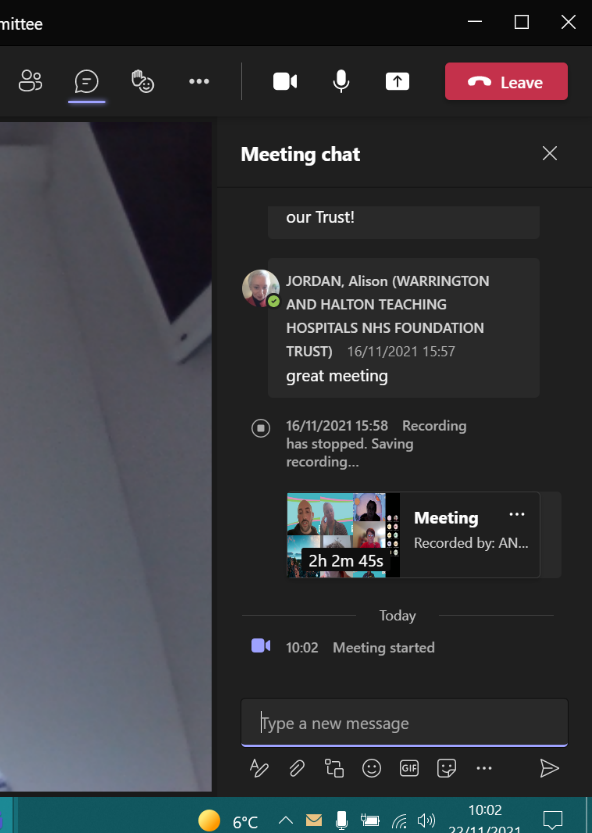 mittee
Leave
Meeting chat
our Trust!
JORDAN, Alison (WARRINGTON
AND HALTON TEACHING
HOSPITALS NHS FOUNDATION
TRUST) 16/11/2021 15:57
great meeting
16/11/2021 15:58 Recording
has stopped. Saving
recording...
Meeting
Recorded by: AN...
2h 2m 45s
Today
10:02 Meeting started
Type a new message
GIF
6°C
10:02
22/11/2021